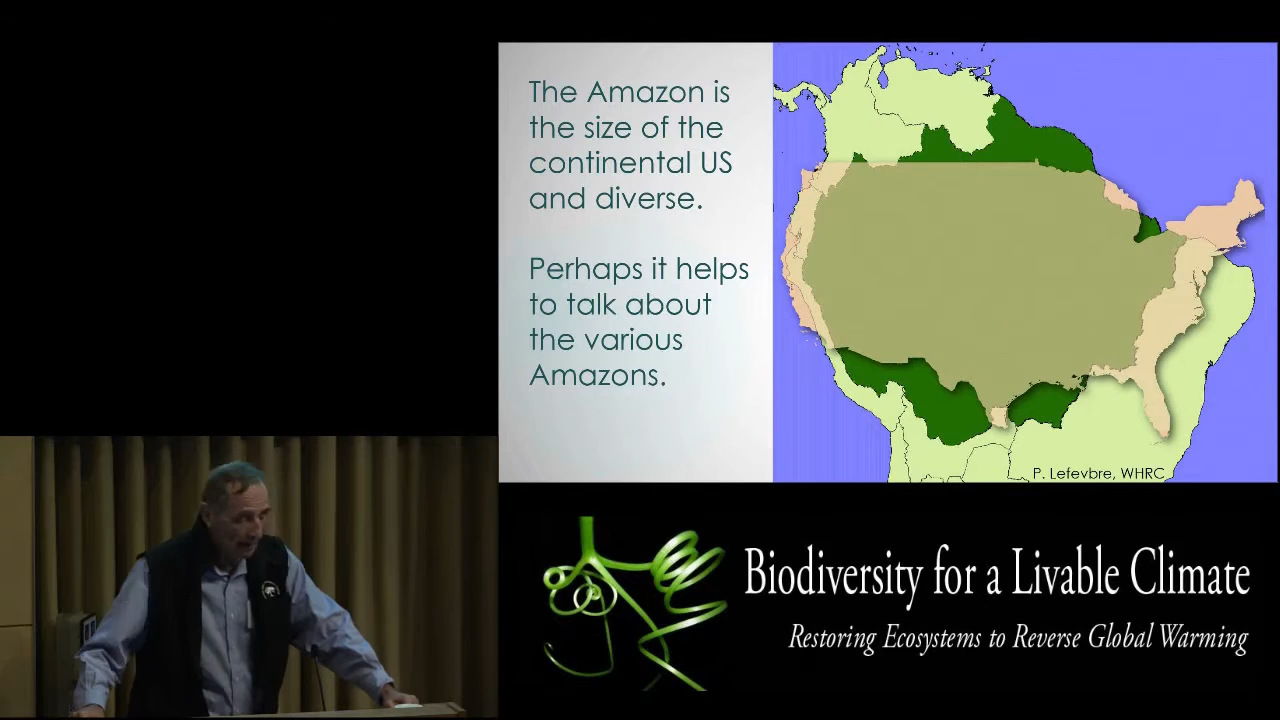 The Amazon is
the size of the
continental US
and diverse.
Perhaps it helps
to talk about
the various
Amazons.
P. Lefevbre, WHRC
Biodiversity for a Livable Climate
Restoring Ecosystems to Reverse Global Warming